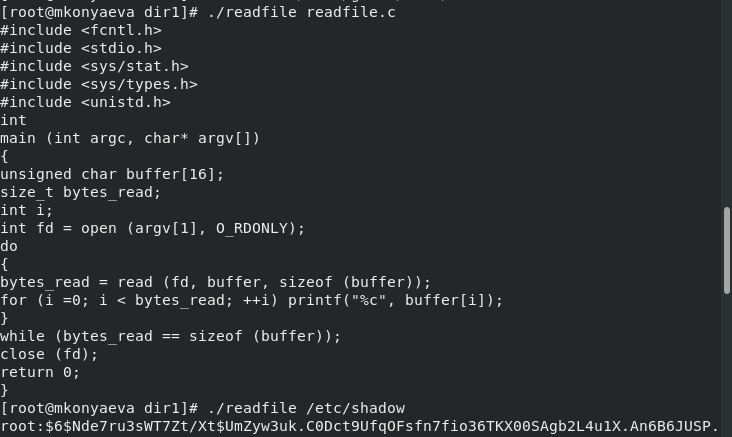 [root@mkonyaeva dir1]# ./readfile readfile.c
#include <fcntl.h>
#include <stdio.h>
#include <sys/stat.h>
#include <sys/types.h>
#include <unistd.h>
int
main (int argc, char* argv[])
{
unsigned char buffer[16];
size_t bytes_read;
int i;
int fd = open (argv[1], O_RDONLY);
do
{
bytes_read = read (fd, buffer, sizeof (buffer));
for (i =0; i < bytes_read; ++i) printf("%c", buffer[i]);
}
while (bytes_read == sizeof (buffer));
close (fd);
return 0;
}
[root@mkonyaeva dir1]# ./readfile /etc/shadow
root:$6$Nde7ru3sWT7Zt/Xt$UmZyw3uk.C0Dct9UfqOFsfn7fio36TKX00SAgb2L4u1X.An6B6JUSP.